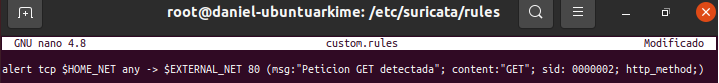 root@daniel-ubuntuarkime: /etc/suricata/rules
GNU nano 4.8 custom.rules Modificado
alert tcp $HOME_NET any -> $EXTERNAL_NET 80 (msg:"Peticion GET detectada"; content:"GET"; sid: 0000002; http_method;)